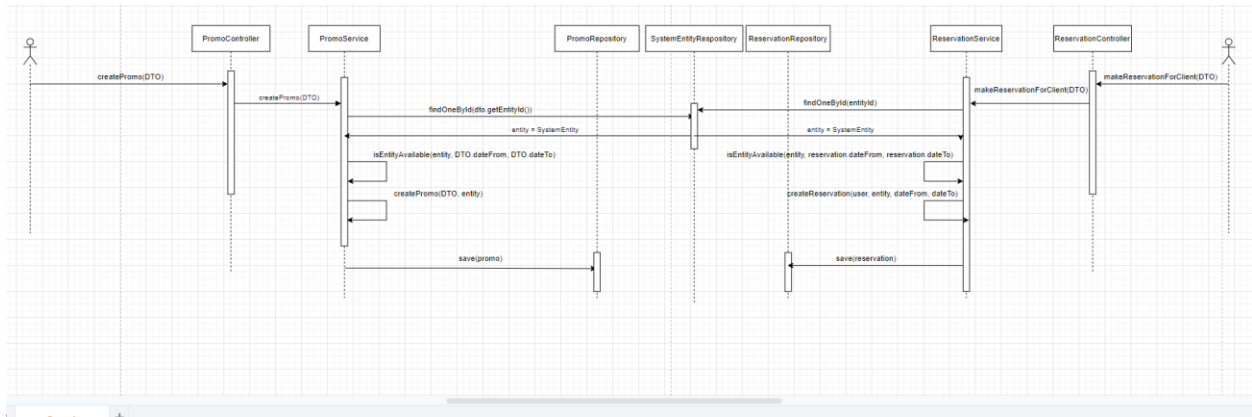 PromoController
PromoService
PromoRepository
SystemEntityRespository
ReservationRepository
ReservationService
ReservationController
createPromo(DTO)
makeReservationForClient(DTO)
makeReservationForClient(DTO)
createPromo(DTO)
findOneById(entityId)
findOneById(dto.getEntityId())
entity = SystemEntity
entity = SystemEntity
isEntityAvailable(entity, DTO.dateFrom, DTO.dateTo)
isEntityAvailable(entity, reservation.dateFrom, reservation.dateTo)
createPromo(DTO, entity)
createReservation(user, entity, dateFrom, dateTo)
save(promo)
save(reservation)